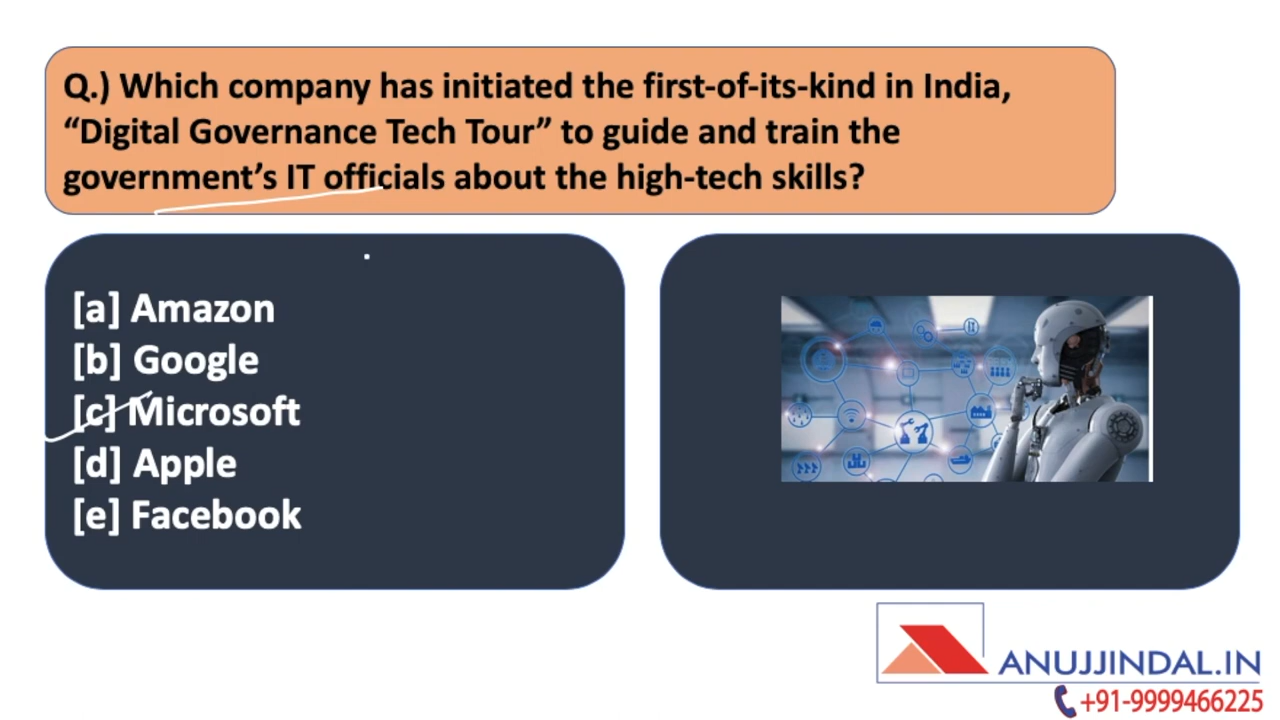 Q.) Which company has initiated the first-of-its-kind in India,
“Digital Governance Tech Tour” to guide and train the
government’s IT officials about the high-tech skills?
[a] Amazon
[b] Google
[c] Microsoft
[d] Apple
[e] Facebook
ANUJJINDAL.IN
+91-9999466225